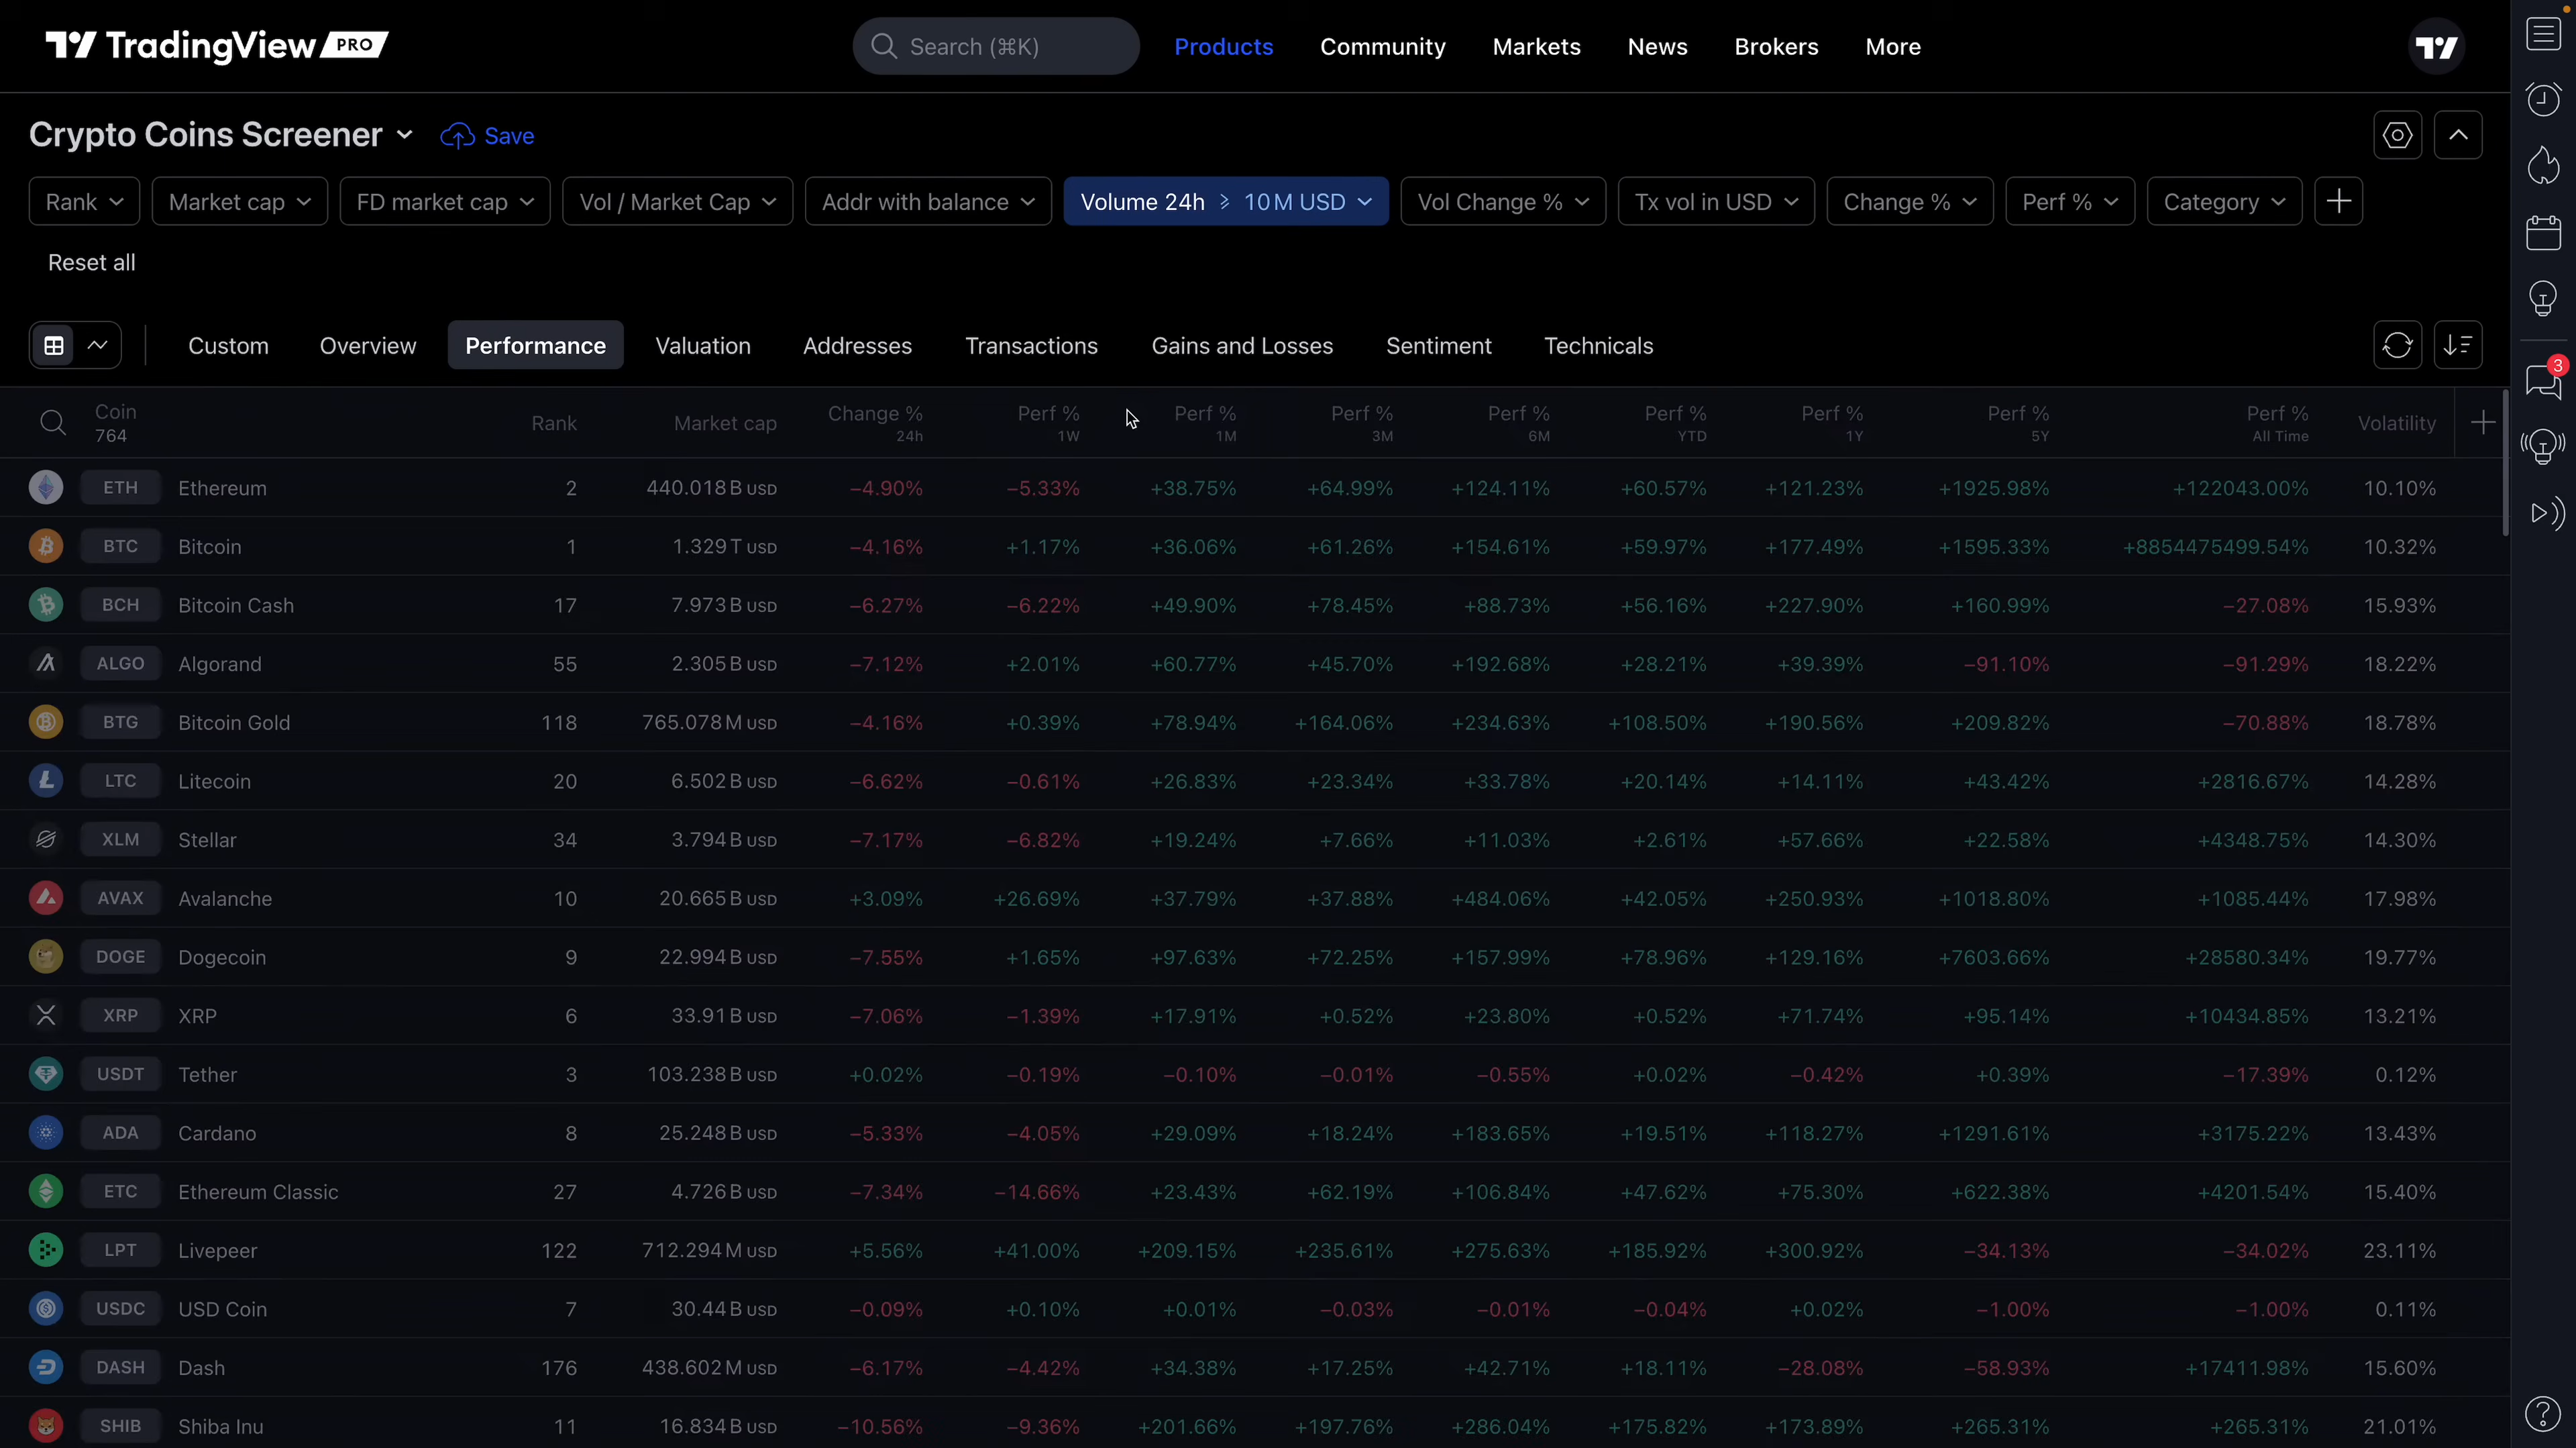 TradingView PRO
Search (⌘K)
Products Community Markets News Brokers More
Crypto Coins Screener Save
Rank Market cap FD market cap Vol / Market Cap Addr with balance Volume 24h ≥ 10 M USD Vol Change % Tx vol in USD Change % Perf % Category
Reset all
Custom Overview Performance Valuation Addresses Transactions Gains and Losses Sentiment Technicals
3
Coin Rank Market cap Change % Perf % Perf % Perf % Perf % Perf % Perf % Perf % Perf % Volatility
764 24h 1W 1M 3M 6M YTD 1Y 5Y All Time
ETH Ethereum 2 440.018 B USD −4.90% −5.33% +38.75% +64.99% +124.11% +60.57% +121.23% +1925.98% +122043.00% 10.10%
BTC Bitcoin 1 1.329 T USD −4.16% +1.17% +36.06% +61.26% +154.61% +59.97% +177.49% +1595.33% +8854475499.54% 10.32%
BCH Bitcoin Cash 17 7.973 B USD −6.27% −6.22% +49.90% +78.45% +88.73% +56.16% +227.90% +160.99% −27.08% 15.93%
ALGO Algorand 55 2.305 B USD −7.12% +2.01% +60.77% +45.70% +192.68% +28.21% +39.39% −91.10% −91.29% 18.22%
BTG Bitcoin Gold 118 765.078 M USD −4.16% +0.39% +78.94% +164.06% +234.63% +108.50% +190.56% +209.82% −70.88% 18.78%
LTC Litecoin 20 6.502 B USD −6.62% −0.61% +26.83% +23.34% +33.78% +20.14% +14.11% +43.42% +2816.67% 14.28%
XLM Stellar 34 3.794 B USD −7.17% −6.82% +19.24% +7.66% +11.03% +2.61% +57.66% +22.58% +4348.75% 14.30%
AVAX Avalanche 10 20.665 B USD +3.09% +26.69% +37.79% +37.88% +484.06% +42.05% +250.93% +1018.80% +1085.44% 17.98%
DOGE Dogecoin 9 22.994 B USD −7.55% +1.65% +97.63% +72.25% +157.99% +78.96% +129.16% +7603.66% +28580.34% 19.77%
XRP XRP 6 33.91 B USD −7.06% −1.39% +17.91% +0.52% +23.80% +0.52% +71.74% +95.14% +10434.85% 13.21%
USDT Tether 3 103.238 B USD +0.02% −0.19% −0.10% −0.01% −0.55% +0.02% −0.42% +0.39% −17.39% 0.12%
ADA Cardano 8 25.248 B USD −5.33% −4.05% +29.09% +18.24% +183.65% +19.51% +118.27% +1291.61% +3175.22% 13.43%
ETC Ethereum Classic 27 4.726 B USD −7.34% −14.66% +23.43% +62.19% +106.84% +47.62% +75.30% +622.38% +4201.54% 15.40%
LPT Livepeer 122 712.294 M USD +5.56% +41.00% +209.15% +235.61% +275.63% +185.92% +300.92% −34.13% −34.02% 23.11%
USDC USD Coin 7 30.44 B USD −0.09% +0.10% +0.01% −0.03% −0.01% −0.04% +0.02% −1.00% −1.00% 0.11%
DASH Dash 176 438.602 M USD −6.17% −4.42% +34.38% +17.25% +42.71% +18.11% −28.08% −58.93% +17411.98% 15.60%
SHIB Shiba Inu 11 16.834 B USD −10.56% −9.36% +201.66% +197.76% +286.04% +175.82% +173.89% +265.31% +265.31% 21.01%